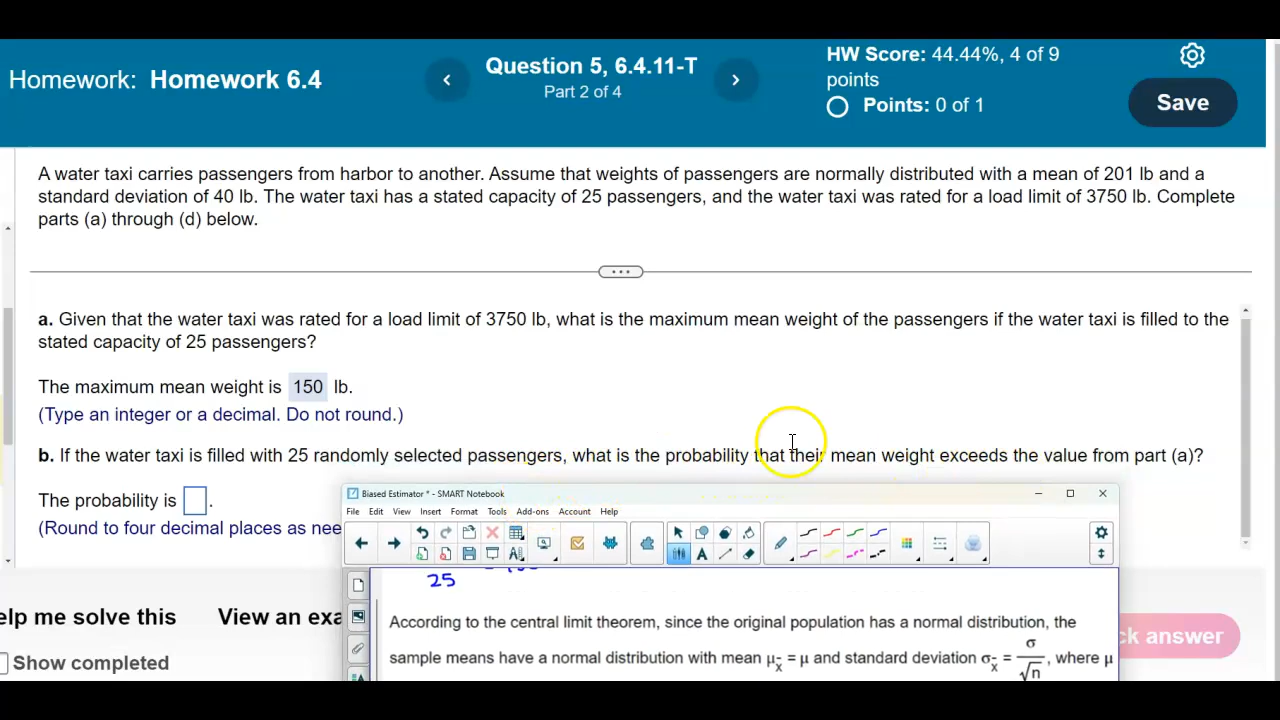 Homework: Homework 6.4
Question 5, 6.4.11-T
Part 2 of 4
HW Score: 44.44%, 4 of 9
points
Points: 0 of 1
Save
A water taxi carries passengers from harbor to another. Assume that weights of passengers are normally distributed with a mean of 201 lb and a
standard deviation of 40 lb. The water taxi has a stated capacity of 25 passengers, and the water taxi was rated for a load limit of 3750 lb. Complete
parts (a) through (d) below.
a. Given that the water taxi was rated for a load limit of 3750 lb, what is the maximum mean weight of the passengers if the water taxi is filled to the
stated capacity of 25 passengers?
The maximum mean weight is 150 lb.
(Type an integer or a decimal. Do not round.)
b. If the water taxi is filled with 25 randomly selected passengers, what is the probability that their mean weight exceeds the value from part (a)?
The probability is .
(Round to four decimal places as nee
Biased Estimator * - SMART Notebook
File Edit View Insert Format Tools Add-ons Account Help
25
According to the central limit theorem, since the original population has a normal distribution, the
sample means have a normal distribution with mean μx̄ = μ and standard deviation σx̄ = σ/√n, where μ
elp me solve this
View an exa
ck answer
Show completed